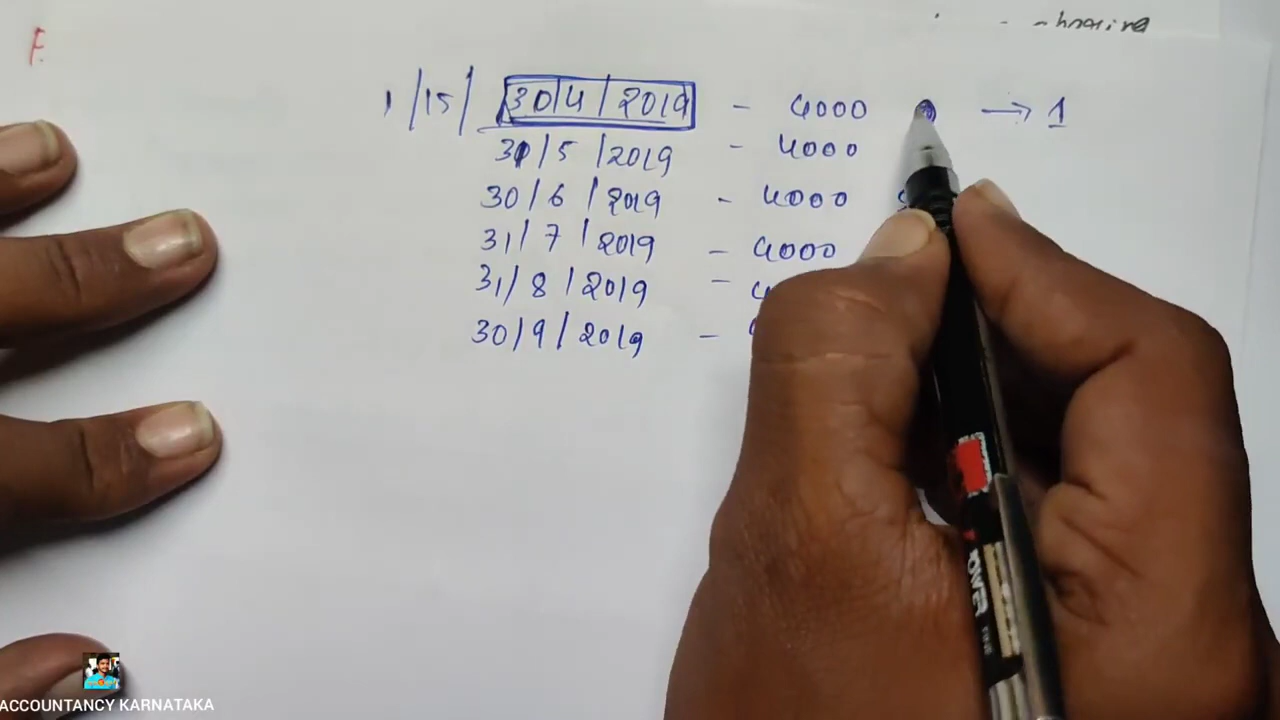 F
1/15/ 30/4/2019 - 4000 → 1
31/5/2019 - 4000
30/6/2019 - 4000
31/7/2019 - 4000
31/8/2019 -
30/9/2019 -
ACCOUNTANCY KARNATAKA